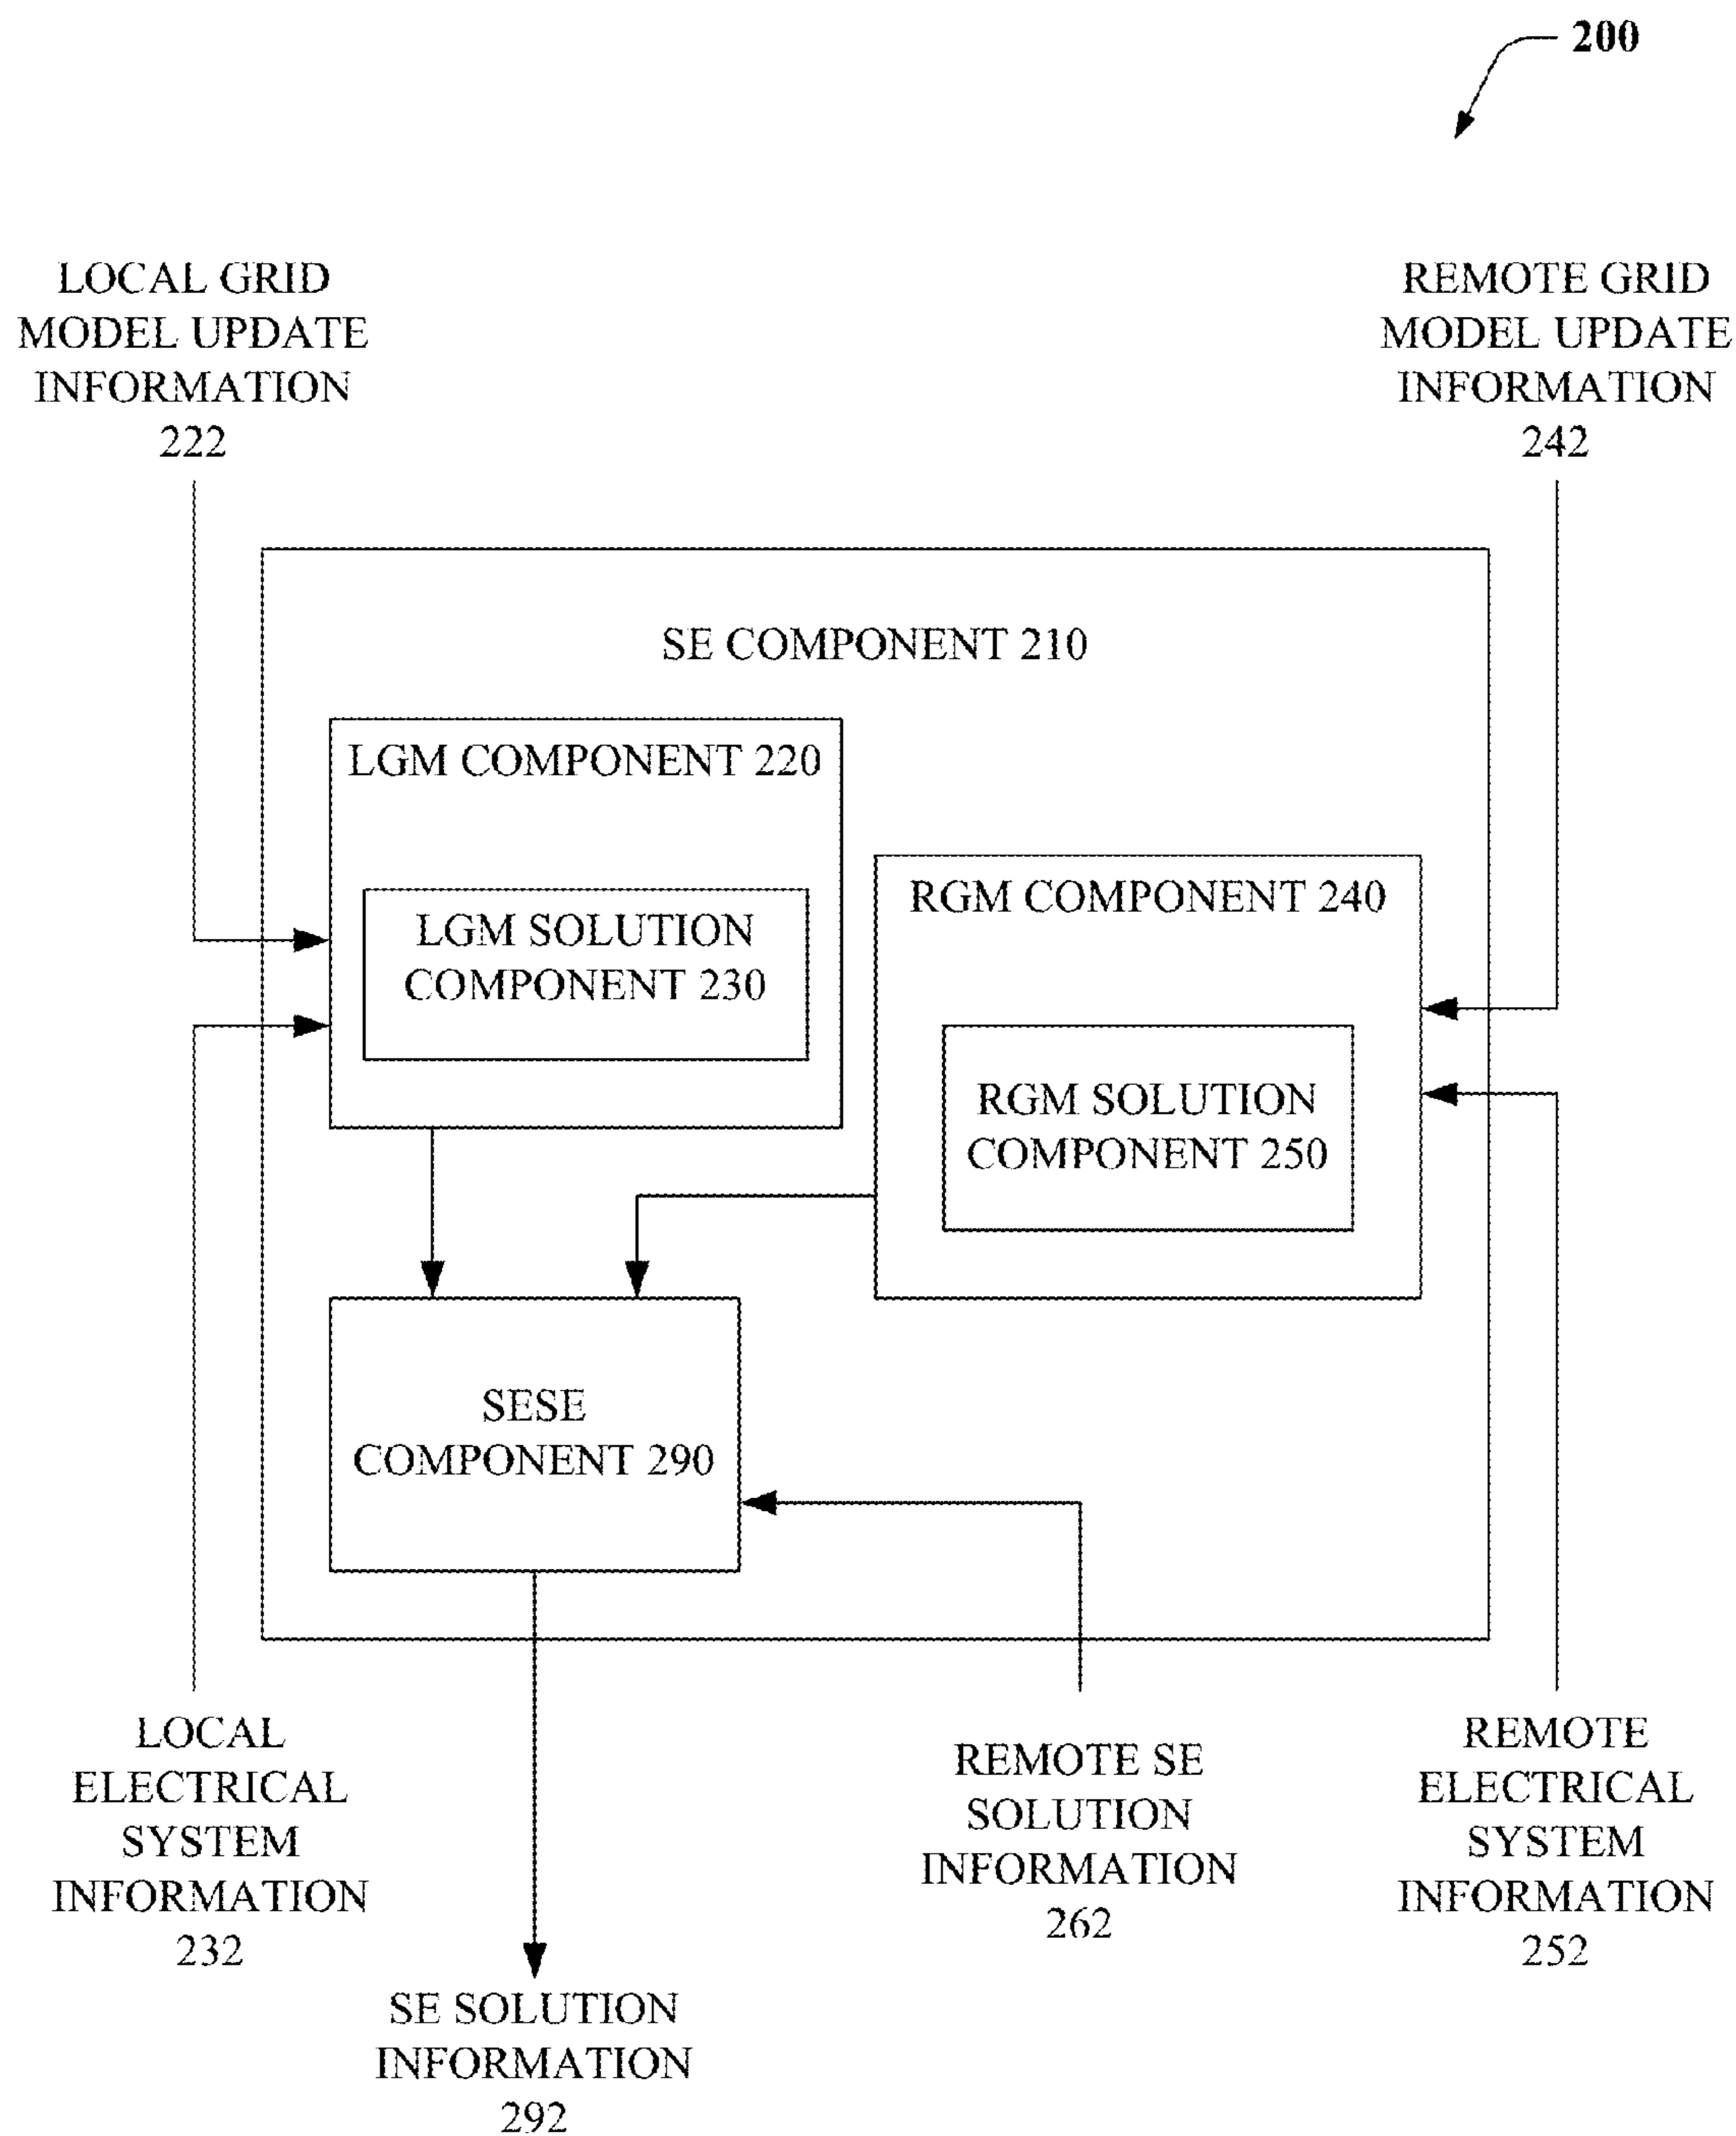 200
LOCAL GRID
MODEL UPDATE
INFORMATION
222
REMOTE GRID
MODEL UPDATE
INFORMATION
242
SE COMPONENT 210
LGM COMPONENT 220
LGM SOLUTION
COMPONENT 230
RGM COMPONENT 240
RGM SOLUTION
COMPONENT 250
SESE
COMPONENT 290
LOCAL
ELECTRICAL
SYSTEM
INFORMATION
232
SE SOLUTION
INFORMATION
292
REMOTE SE
SOLUTION
INFORMATION
262
REMOTE
ELECTRICAL
SYSTEM
INFORMATION
252